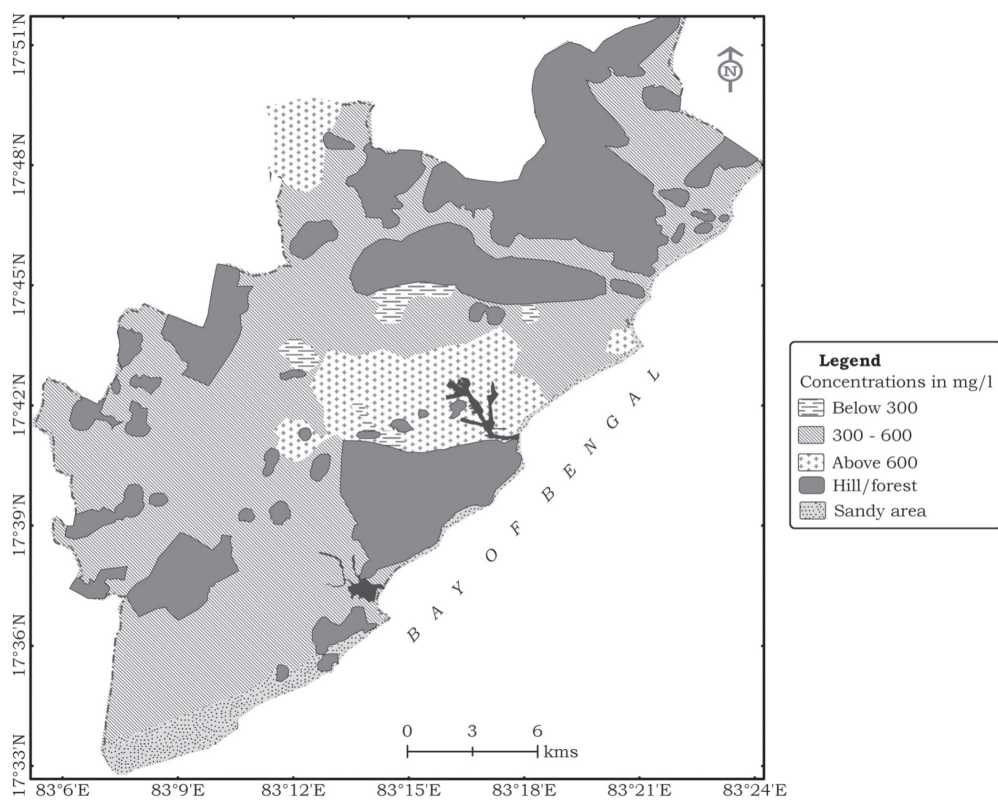 17°51'N
17°48'N
17°45'N
17°42'N
17°39'N
17°36'N
17°33'N
N
BAY OF BENGAL
0 3 6
kms
83°6'E 83°9'E 83°12'E 83°15'E 83°18'E 83°21'E 83°24'E
Legend
Concentrations in mg/l
Below 300
300 - 600
Above 600
Hill/forest
Sandy area